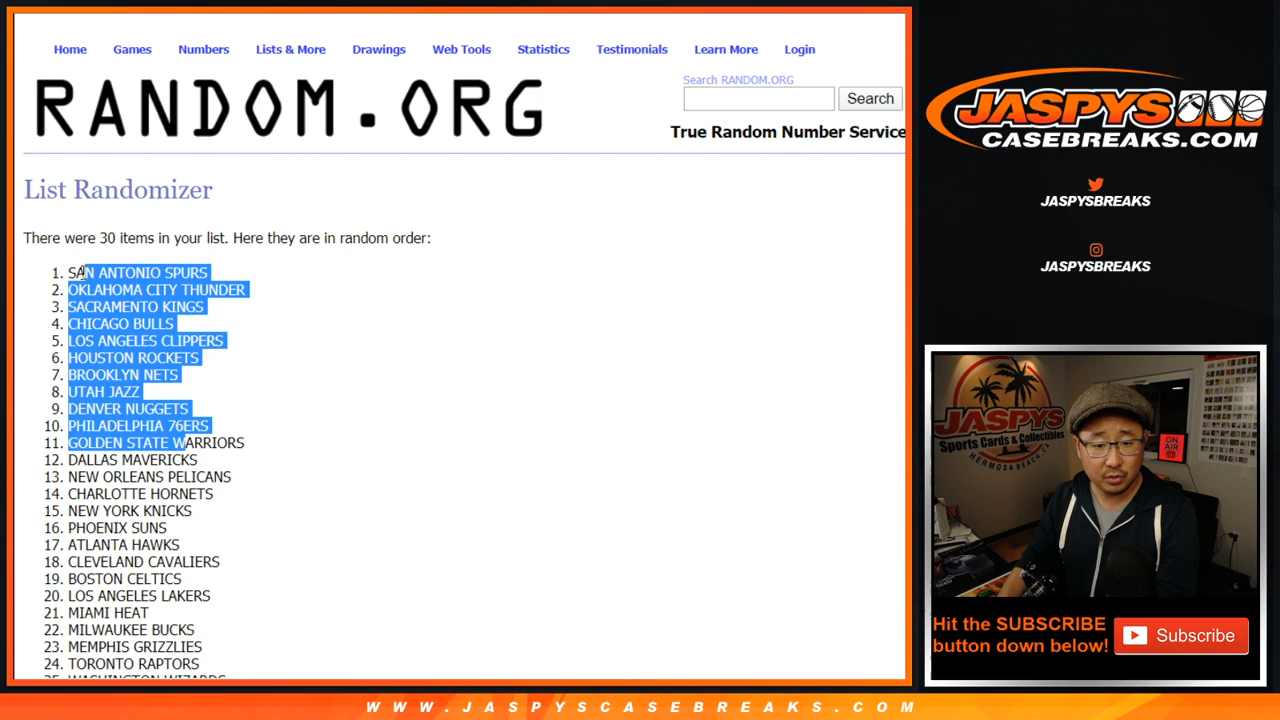 Home Games Numbers Lists & More Drawings Web Tools Statistics Testimonials Learn More Login
RANDOM.ORG
Search RANDOM.ORG
Search
True Random Number Service
List Randomizer
There were 30 items in your list. Here they are in random order:
1. SAN ANTONIO SPURS
2. OKLAHOMA CITY THUNDER
3. SACRAMENTO KINGS
4. CHICAGO BULLS
5. LOS ANGELES CLIPPERS
6. HOUSTON ROCKETS
7. BROOKLYN NETS
8. UTAH JAZZ
9. DENVER NUGGETS
10. PHILADELPHIA 76ERS
11. GOLDEN STATE WARRIORS
12. DALLAS MAVERICKS
13. NEW ORLEANS PELICANS
14. CHARLOTTE HORNETS
15. NEW YORK KNICKS
16. PHOENIX SUNS
17. ATLANTA HAWKS
18. CLEVELAND CAVALIERS
19. BOSTON CELTICS
20. LOS ANGELES LAKERS
21. MIAMI HEAT
22. MILWAUKEE BUCKS
23. MEMPHIS GRIZZLIES
24. TORONTO RAPTORS
25. WASHINGTON WIZARDS
JASPYS
CASEBREAKS.COM
JASPYSBREAKS
JASPYSBREAKS
JASPYS
Sports Cards & Collectibles
HERMOSA BEACH, CA
ON AIR
Hit the SUBSCRIBE
button down below!
Subscribe
WWW.JASPYSCASEBREAKS.COM